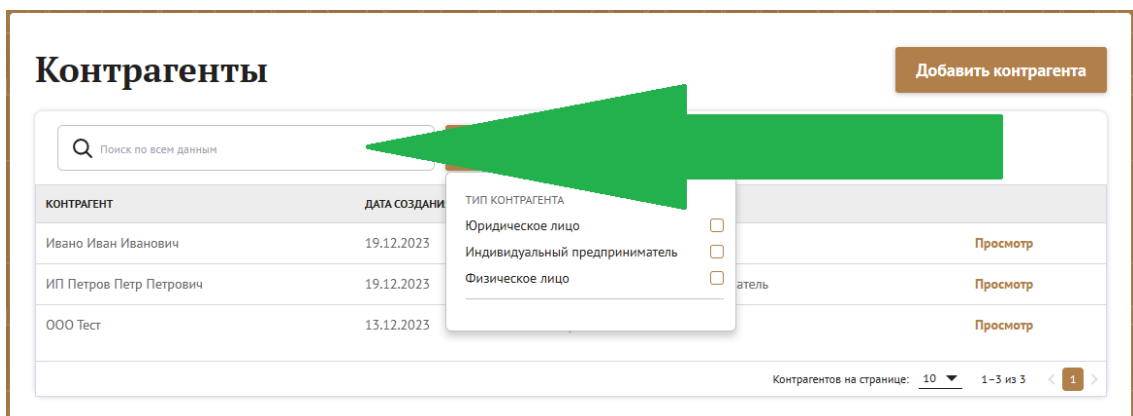 Контрагенты
Добавить контрагента
Поиск по всем данным
КОНТРАГЕНТ ДАТА СОЗДАНИ
ТИП КОНТРАГЕНТА
Юридическое лицо
Индивидуальный предприниматель
Физическое лицо
Ивано Иван Иванович 19.12.2023 Просмотр
ИП Петров Петр Петрович 19.12.2023 атель Просмотр
ООО Тест 13.12.2023 Просмотр
Контрагентов на странице: 10 1–3 из 3 < 1 >